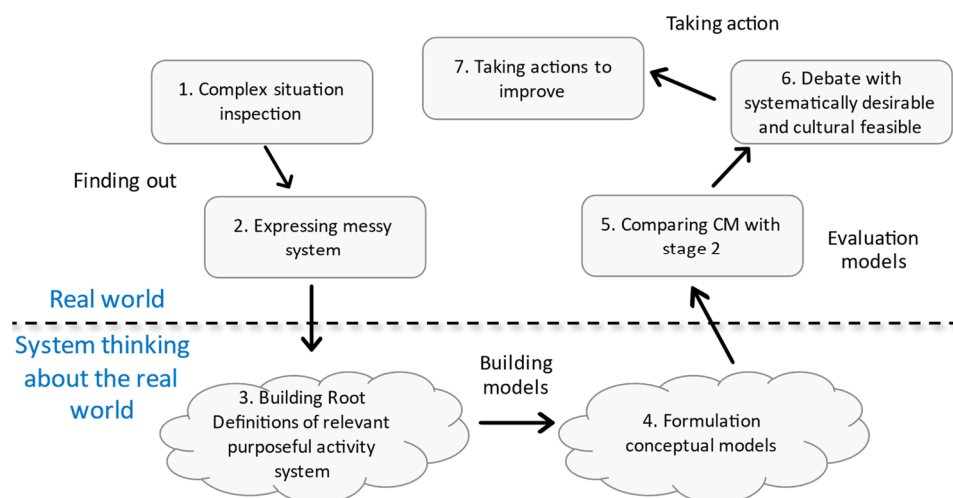 Taking action
1. Complex situation
inspection
7. Taking actions to
improve
6. Debate with
systematically desirable
and cultural feasible
Finding out
2. Expressing messy
system
5. Comparing CM with
stage 2
Evaluation
models
Real world
System thinking
about the real
world
Building
models
3. Building Root
Definitions of relevant
purposeful activity
system
4. Formulation
conceptual models